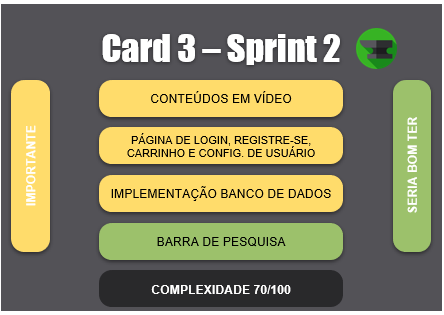 Card 3 – Sprint 2
IMPORTANTE
CONTEÚDOS EM VÍDEO
PÁGINA DE LOGIN, REGISTRE-SE,
CARRINHO E CONFIG. DE USUÁRIO
IMPLEMENTAÇÃO BANCO DE DADOS
BARRA DE PESQUISA
COMPLEXIDADE 70/100
SERIA BOM TER